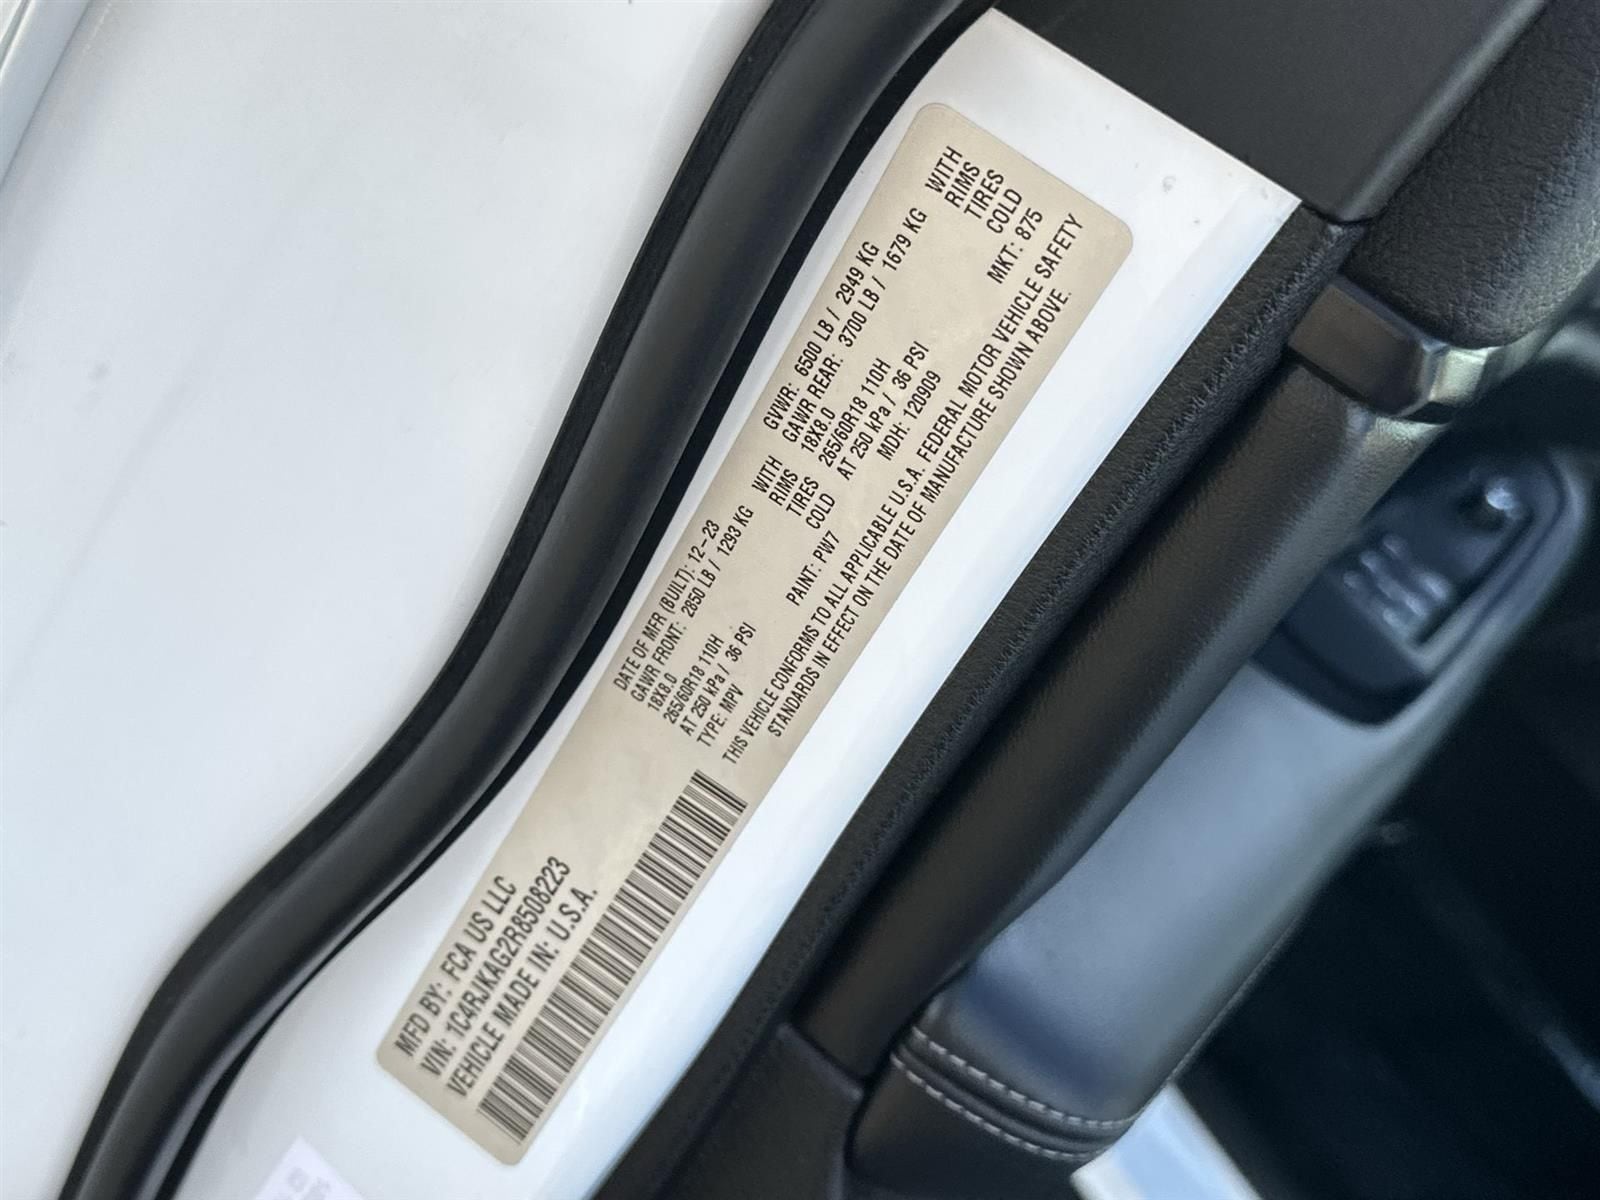 MFD BY: FCA US LLC
VIN: 1C4RJKAG2R8508223
VEHICLE MADE IN: U.S.A.
DATE OF MFR (BUILT): 12-23
GAWR FRONT: 2850 LB / 1293 KG WITH
18X8.0 RIMS
265/60R18 110H TIRES
AT 250 kPa / 36 PSI COLD
TYPE: MPV PAINT: PW7
GVWR: 6500 LB / 2949 KG
GAWR REAR: 3700 LB / 1679 KG WITH
18X8.0 RIMS
265/60R18 110H TIRES
AT 250 kPa / 36 PSI COLD
MDH: 120909 MKT: 875
THIS VEHICLE CONFORMS TO ALL APPLICABLE U.S.A. FEDERAL MOTOR VEHICLE SAFETY
STANDARDS IN EFFECT ON THE DATE OF MANUFACTURE SHOWN ABOVE.